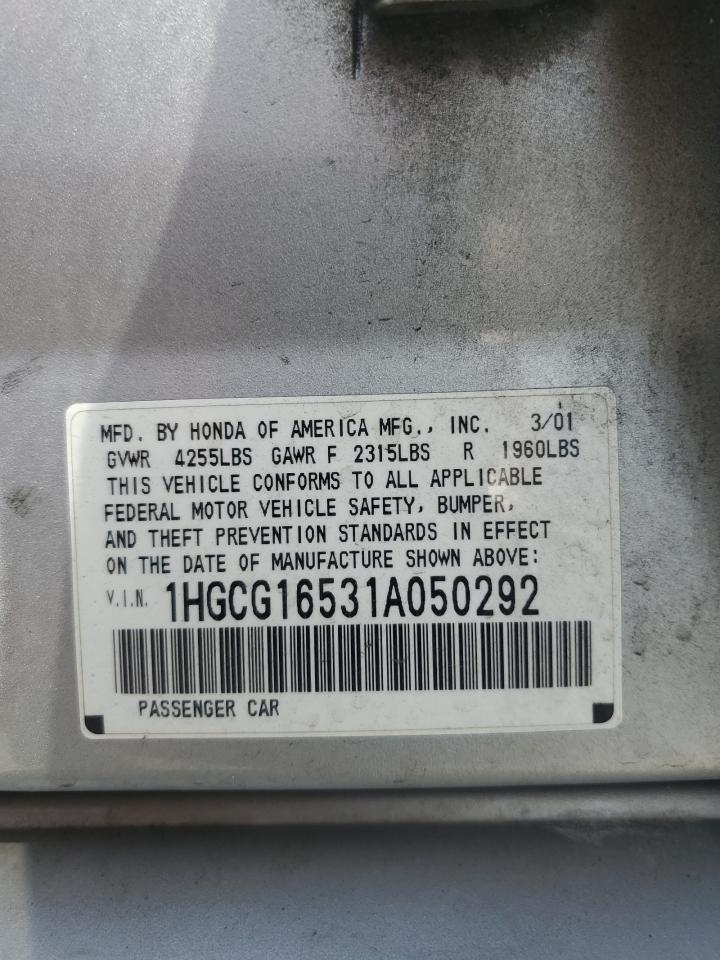 MFD. BY HONDA OF AMERICA MFG., INC. 3/01
GVWR 4255LBS GAWR F 2315LBS R 1960LBS
THIS VEHICLE CONFORMS TO ALL APPLICABLE
FEDERAL MOTOR VEHICLE SAFETY, BUMPER,
AND THEFT PREVENTION STANDARDS IN EFFECT
ON THE DATE OF MANUFACTURE SHOWN ABOVE:
V.I.N. 1HGCG16531A050292
PASSENGER CAR